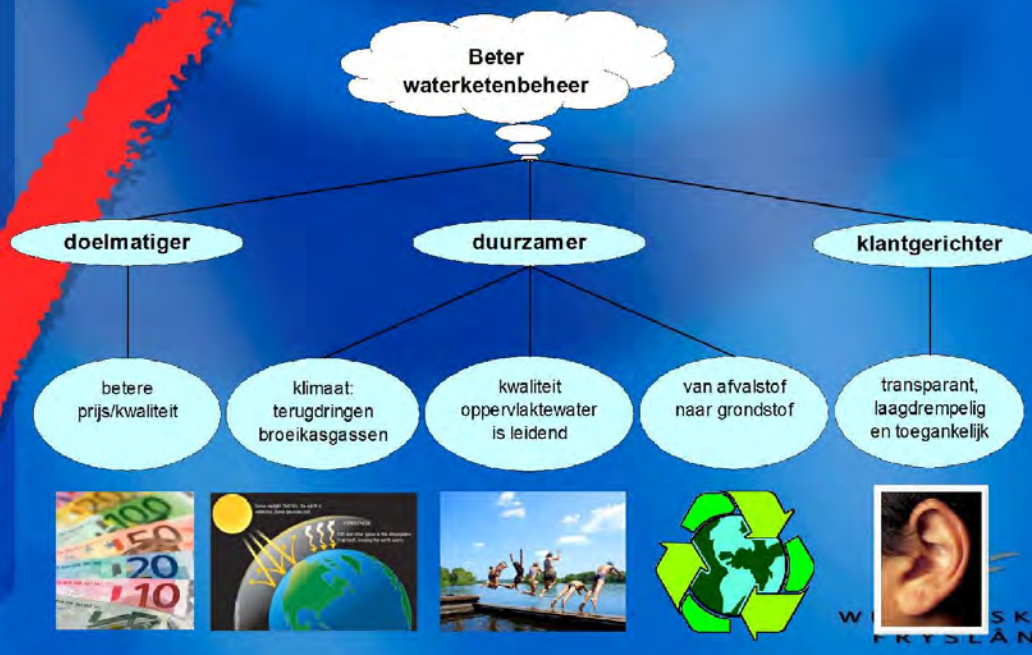 Beter
waterketenbeheer
doelmatiger
duurzamer
klantgerichter
betere
prijs/kwaliteit
klimaat:
terugdringen
broeikasgassen
kwaliteit
oppervlaktewater
is leidend
van afvalstof
naar grondstof
transparant,
laagdrempelig
en toegankelijk
100
50
20
10
FRYSLÂN